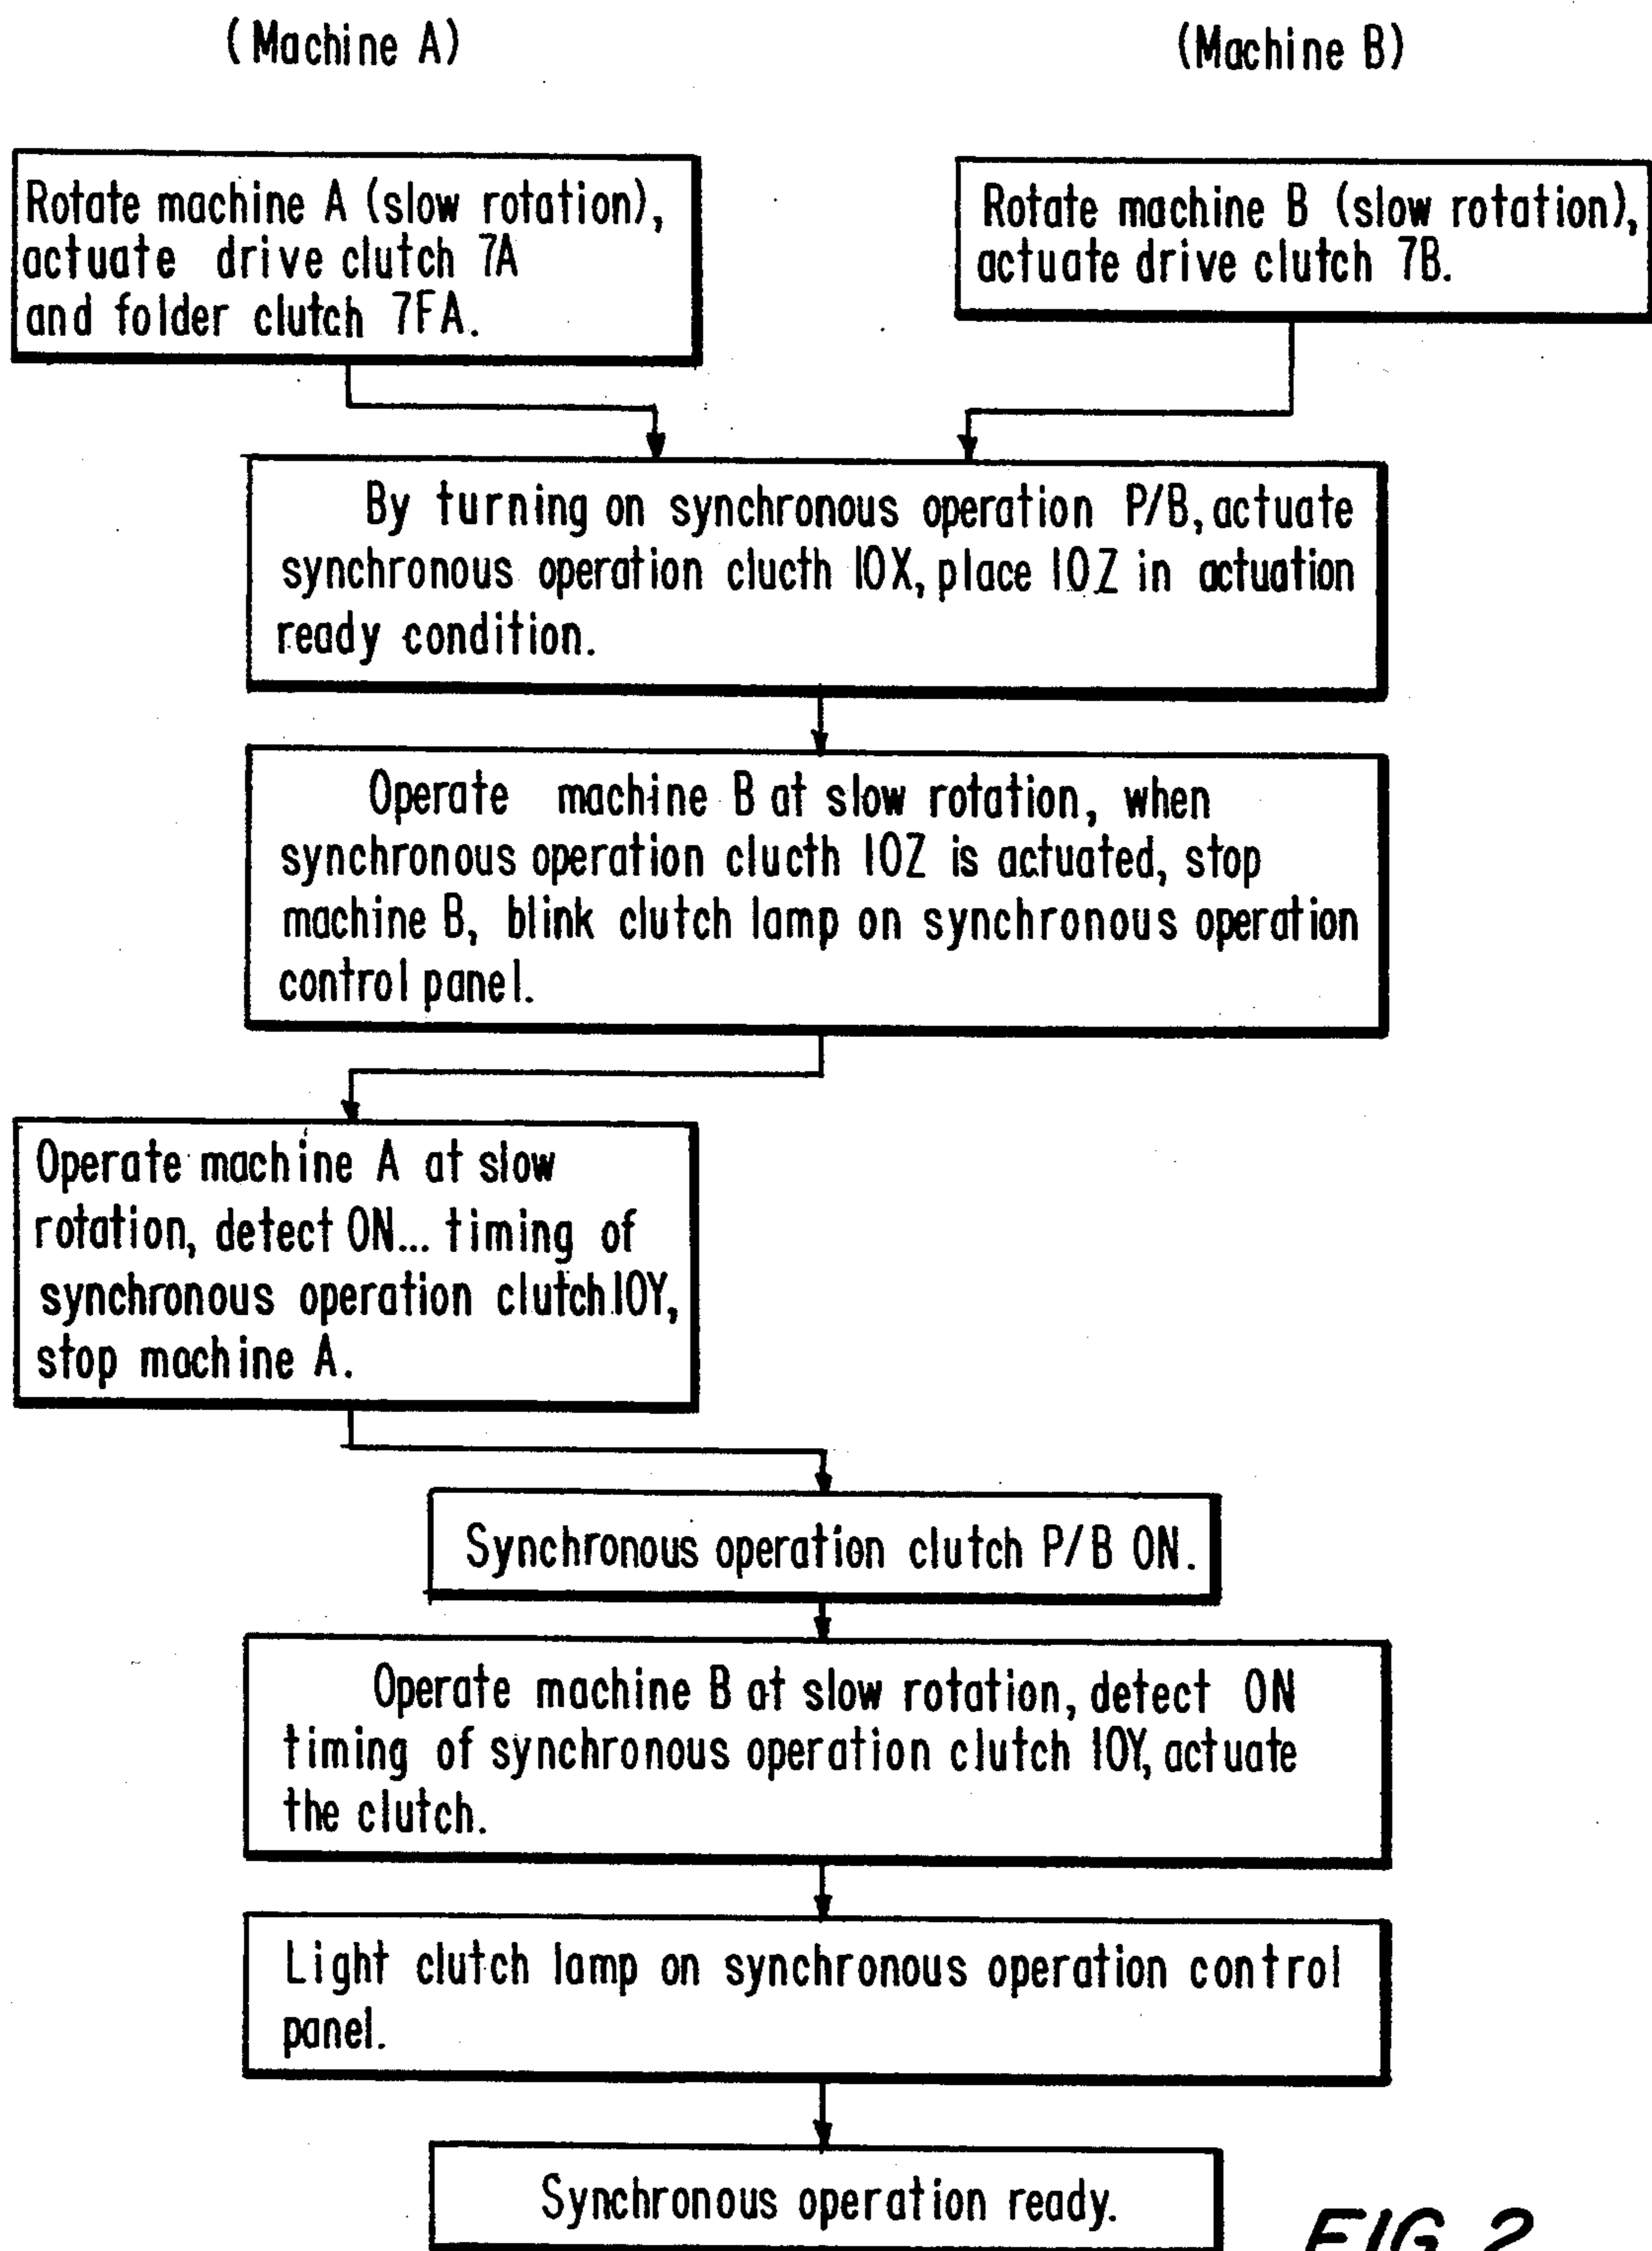 (Machine A)
(Machine B)
Rotate machine A (slow rotation),
actuate drive clutch 7A
and folder clutch 7FA.
Rotate machine B (slow rotation),
actuate drive clutch 7B.
By turning on synchronous operation P/B, actuate
synchronous operation clucth 10X, place 10Z in actuation
ready condition.
Operate machine B at slow rotation, when
synchronous operation clucth 10Z is actuated, stop
machine B, blink clutch lamp on synchronous operation
control panel.
Operate machine A at slow
rotation, detect ON... timing of
synchronous operation clutch 10Y,
stop machine A.
Synchronous operation clutch P/B ON.
Operate machine B at slow rotation, detect ON
timing of synchronous operation clutch 10Y, actuate
the clutch.
Light clutch lamp on synchronous operation control
panel.
Synchronous operation ready.
FIG. 2